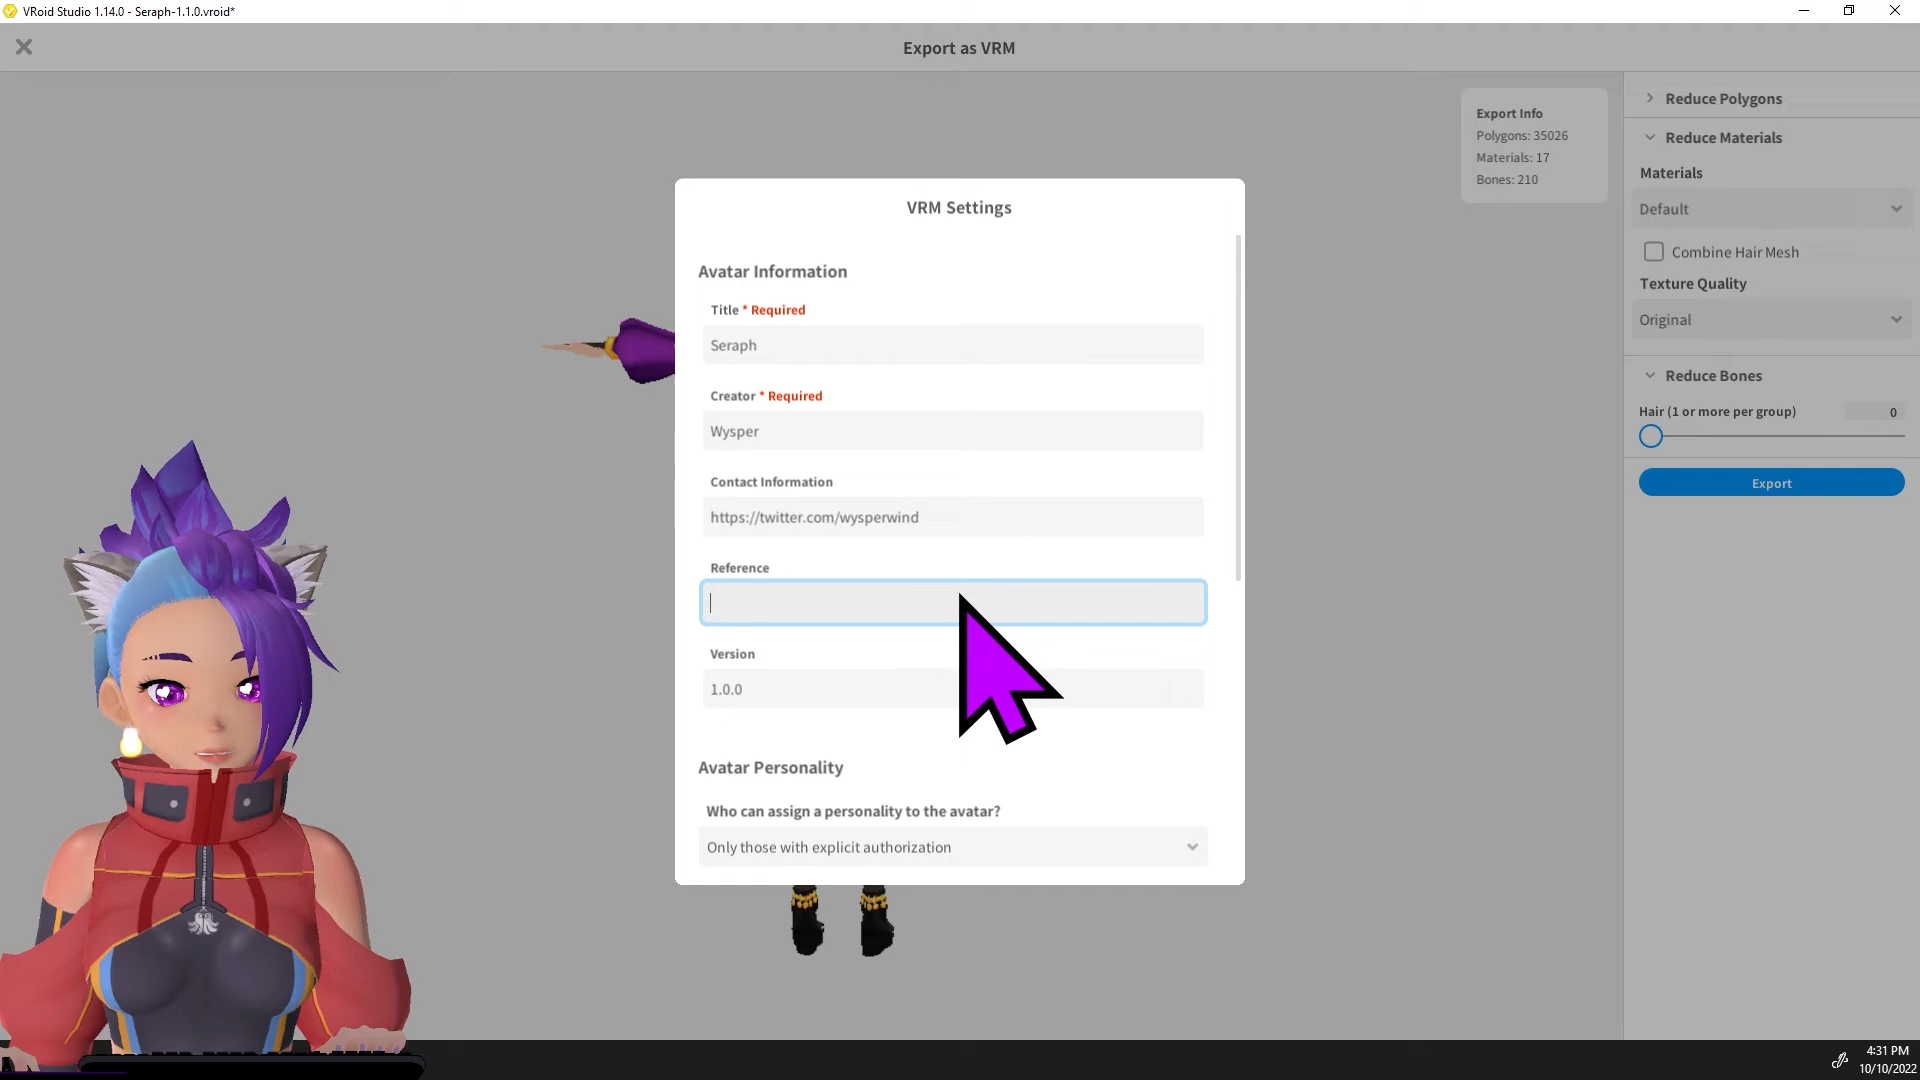 VRoid Studio 1.14.0 - Seraph-1.1.0.vroid*
Export as VRM
Export Info
Polygons: 35026
Materials: 17
Bones: 210
Reduce Polygons
Reduce Materials
Materials
Default
Combine Hair Mesh
Texture Quality
Original
Reduce Bones
Hair (1 or more per group) 0
Export
VRM Settings
Avatar Information
Title * Required
Seraph
Creator * Required
Wysper
Contact Information
https://twitter.com/wysperwind
Reference
Version
1.0.0
Avatar Personality
Who can assign a personality to the avatar?
Only those with explicit authorization
4:31 PM
10/10/2022